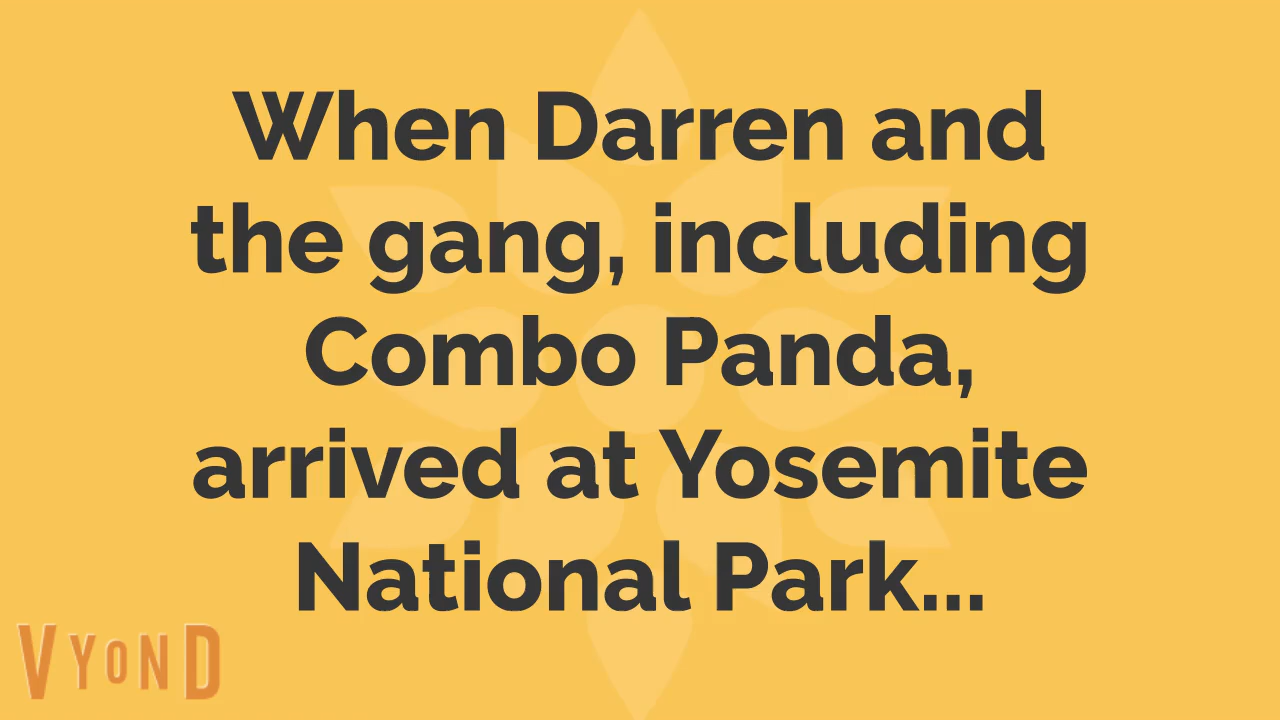 When Darren and
the gang, including
Combo Panda,
arrived at Yosemite
National Park...
VYOND